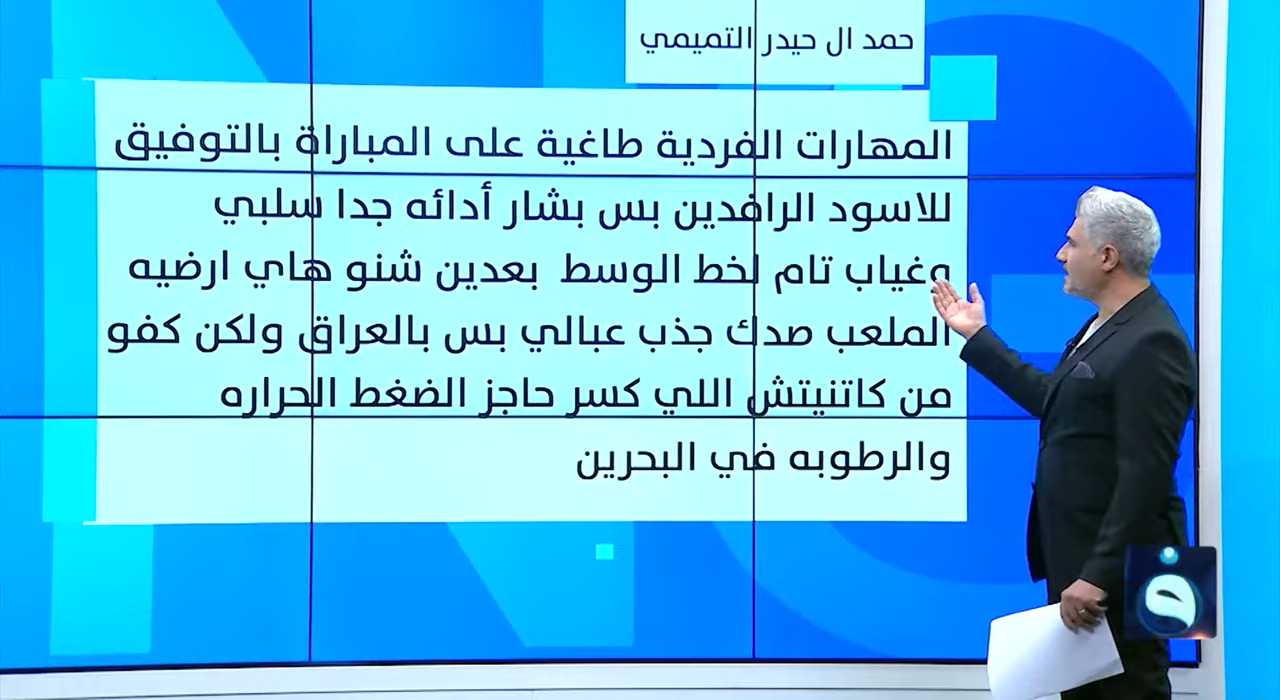 حمد ال حيدر التميمي
المهارات الفردية طاغية على المباراة بالتوفيق
للاسود الرافدين بس بشار أدائه جدا سلبي
وغياب تام لخط الوسط بعدين شنو هاي ارضيه
الملعب صدك جذب عبالي بس بالعراق ولكن كفو
من كاتنيتش اللي كسر حاجز الضغط الحراره
والرطوبه في البحرين